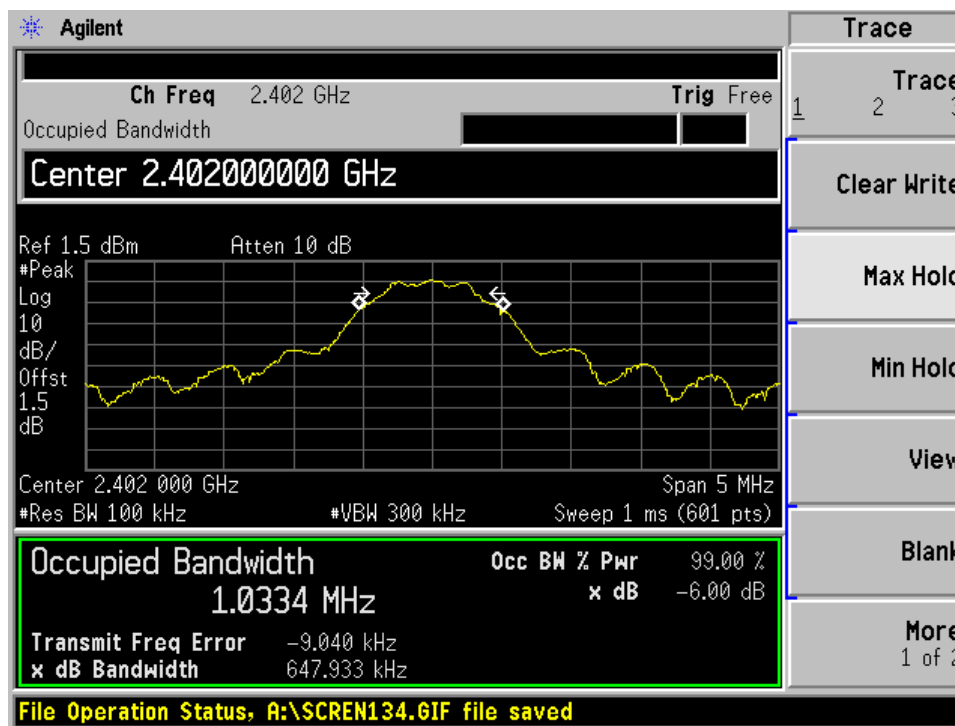 Agilent
Trace
Ch Freq 2.402 GHz Trig Free
Occupied Bandwidth
Center 2.402000000 GHz
Ref 1.5 dBm Atten 10 dB
#Peak
Log
10
dB/
Offst
1.5
dB
Center 2.402 000 GHz Span 5 MHz
#Res BW 100 kHz #VBW 300 kHz Sweep 1 ms (601 pts)
Occupied Bandwidth
1.0334 MHz
Occ BW % Pwr 99.00 %
x dB -6.00 dB
Transmit Freq Error -9.040 kHz
x dB Bandwidth 647.933 kHz
File Operation Status, A:\SCREN134.GIF file saved
Trace
1 2
Clear Write
Max Hold
Min Hold
View
Blank
More
1 of 2